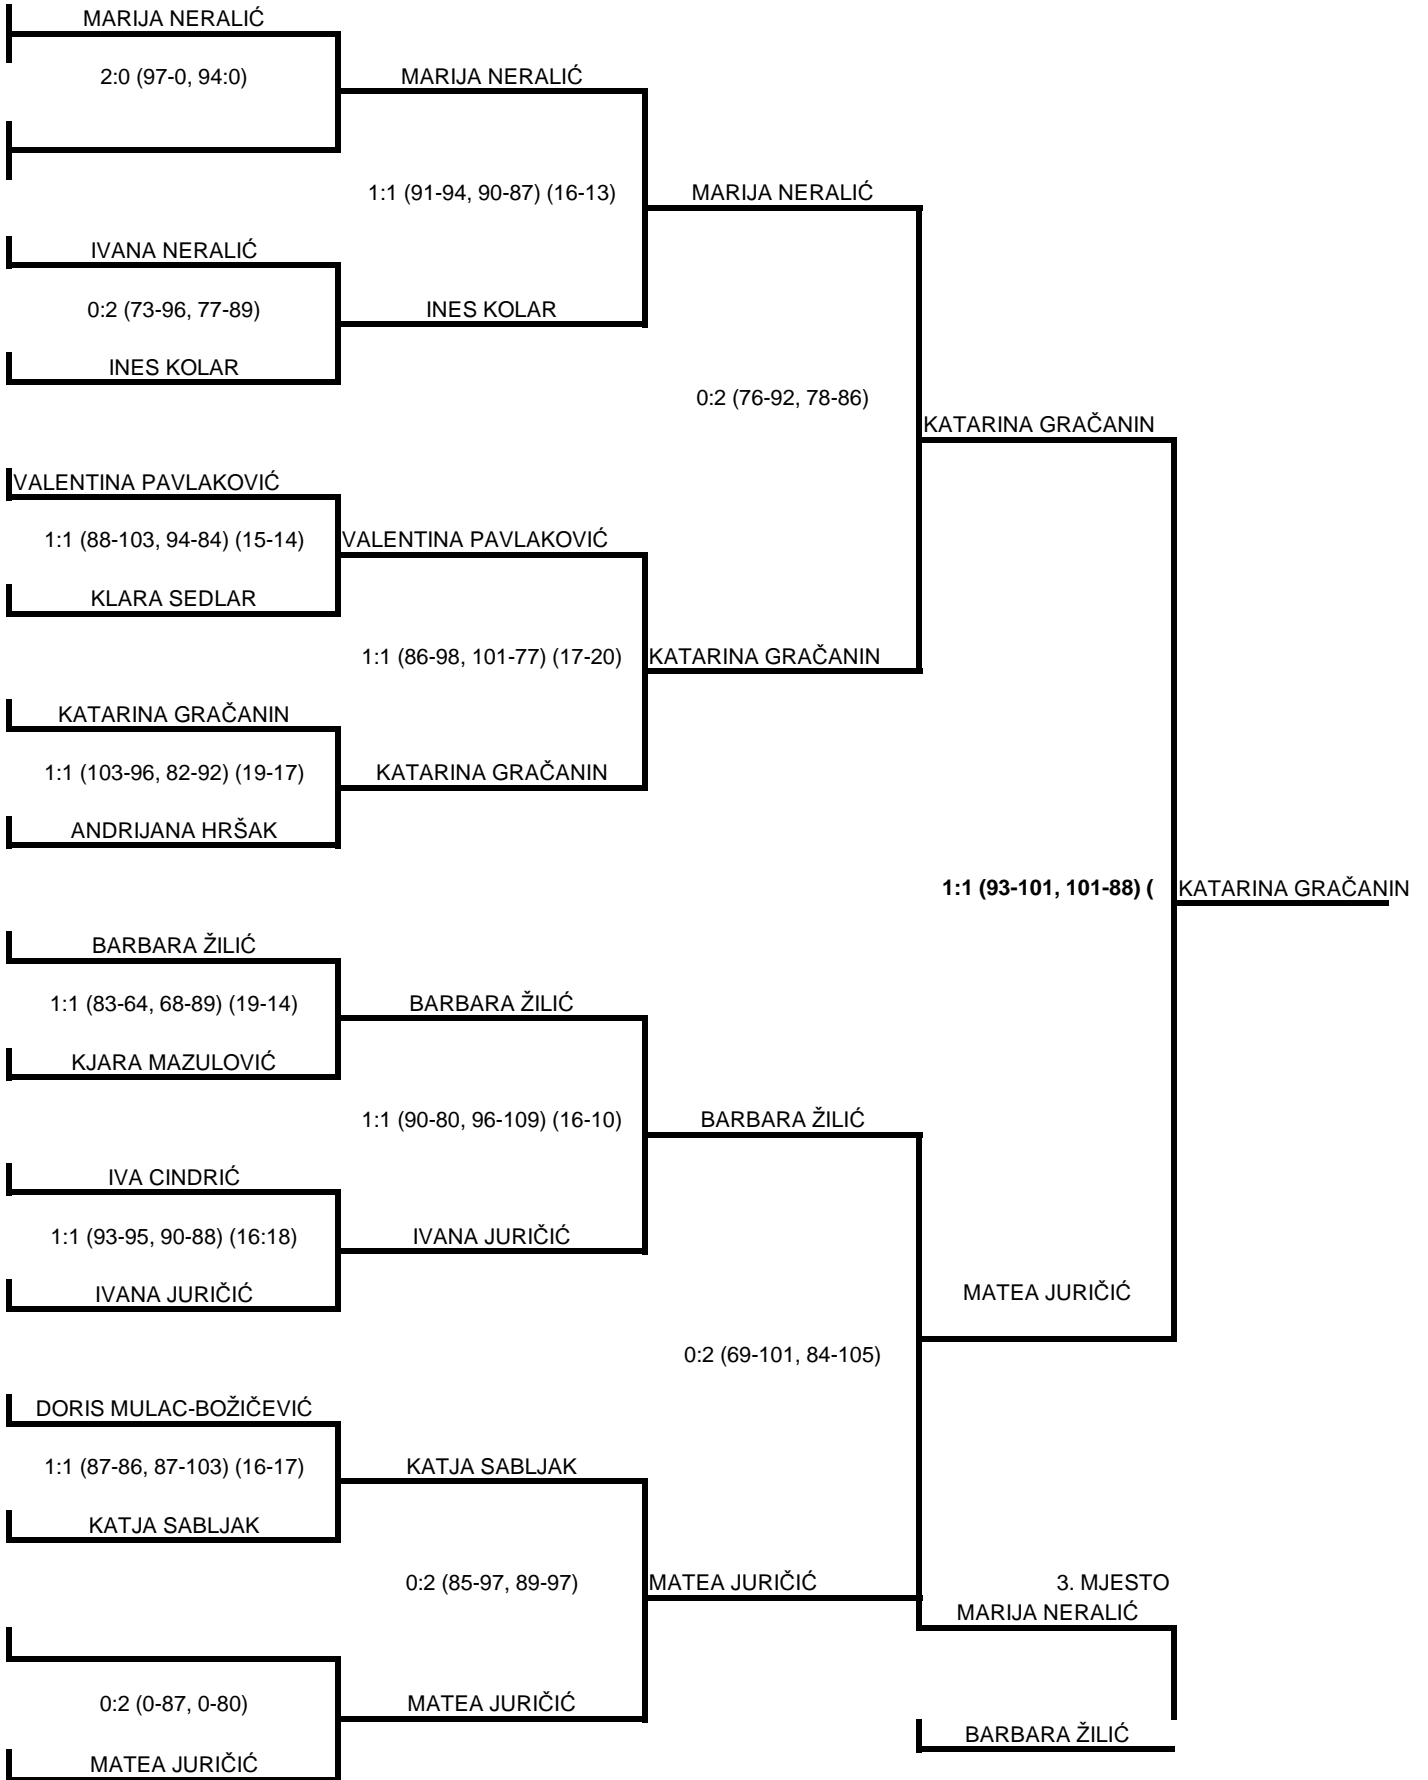 MARIJA NERALIĆ
2:0 (97-0, 94:0)
MARIJA NERALIĆ
1:1 (91-94, 90-87) (16-13)
MARIJA NERALIĆ
IVANA NERALIĆ
0:2 (73-96, 77-89)
INES KOLAR
INES KOLAR
0:2 (76-92, 78-86)
KATARINA GRAČANIN
VALENTINA PAVLAKOVIĆ
1:1 (88-103, 94-84) (15-14)
VALENTINA PAVLAKOVIĆ
KLARA SEDLAR
1:1 (86-98, 101-77) (17-20)
KATARINA GRAČANIN
KATARINA GRAČANIN
1:1 (103-96, 82-92) (19-17)
KATARINA GRAČANIN
ANDRIJANA HRŠAK
1:1 (93-101, 101-88) (
KATARINA GRAČANIN
BARBARA ŽILIĆ
1:1 (83-64, 68-89) (19-14)
BARBARA ŽILIĆ
KJARA MAZULOVIĆ
1:1 (90-80, 96-109) (16-10)
BARBARA ŽILIĆ
IVA CINDRIĆ
1:1 (93-95, 90-88) (16:18)
IVANA JURIČIĆ
IVANA JURIČIĆ
MATEA JURIČIĆ
0:2 (69-101, 84-105)
DORIS MULAC-BOŽIČEVIĆ
1:1 (87-86, 87-103) (16-17)
KATJA SABLJAK
KATJA SABLJAK
0:2 (85-97, 89-97)
MATEA JURIČIĆ
3. MJESTO
MARIJA NERALIĆ
0:2 (0-87, 0-80)
MATEA JURIČIĆ
BARBARA ŽILIĆ
MATEA JURIČIĆ